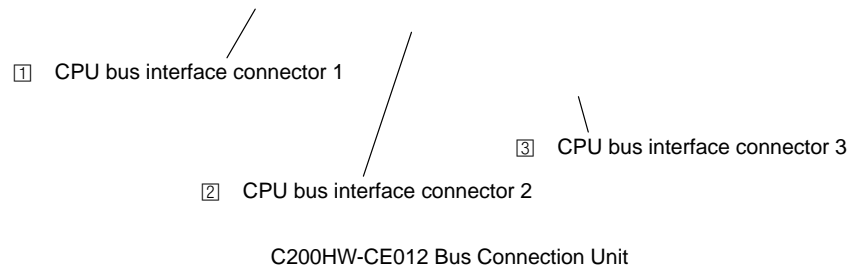 1 CPU bus interface connector 1
3 CPU bus interface connector 3
2 CPU bus interface connector 2
C200HW-CE012 Bus Connection Unit